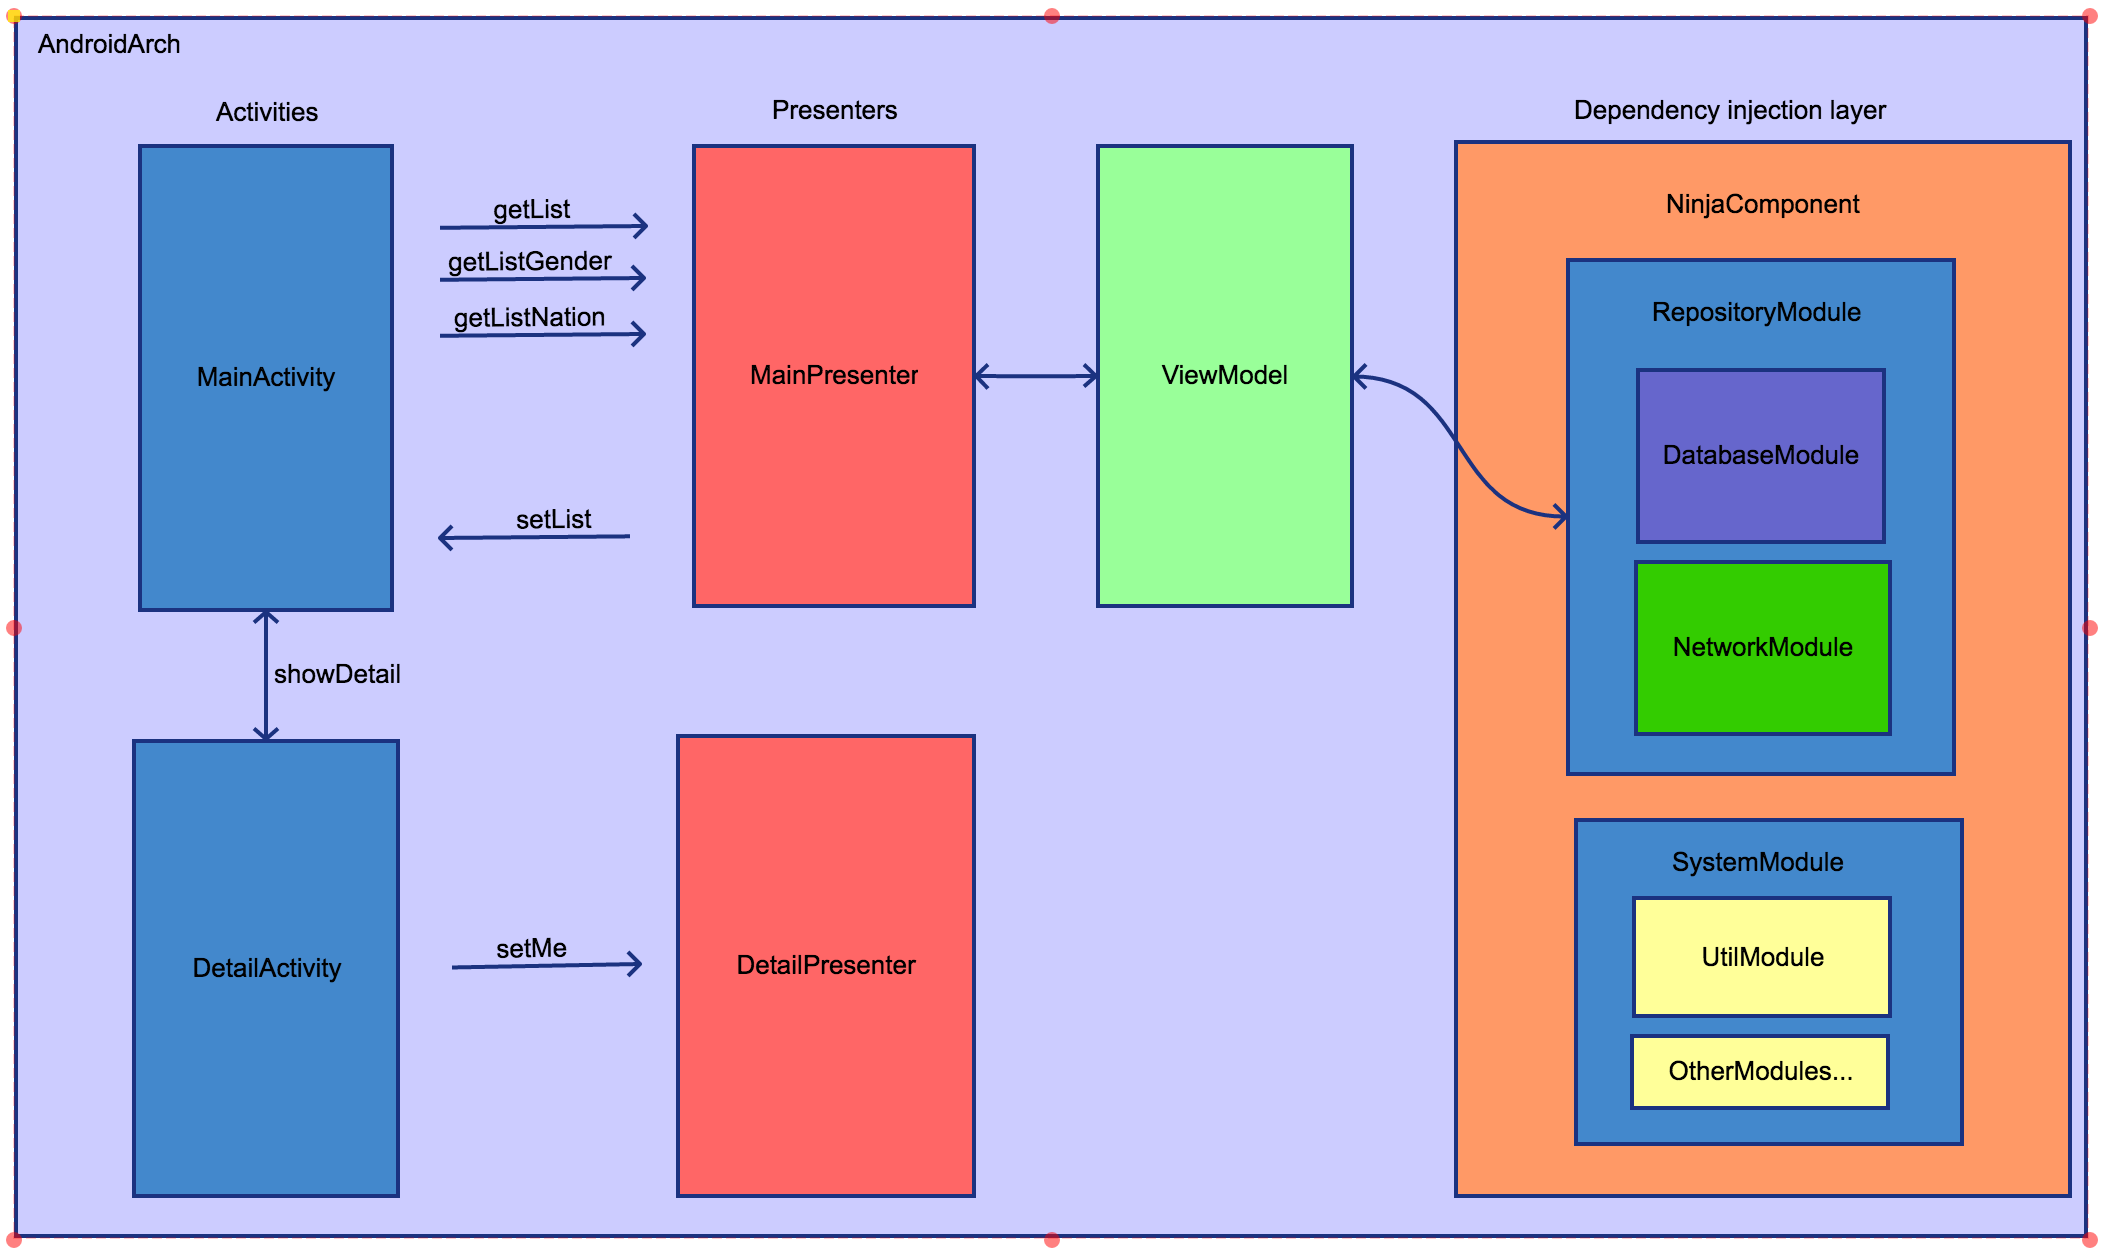 AndroidArch
Activities
Presenters
Dependency injection layer
MainActivity
getList
getListGender
getListNation
setList
MainPresenter
ViewModel
NinjaComponent
RepositoryModule
DatabaseModule
NetworkModule
showDetail
DetailActivity
setMe
DetailPresenter
SystemModule
UtilModule
OtherModules...